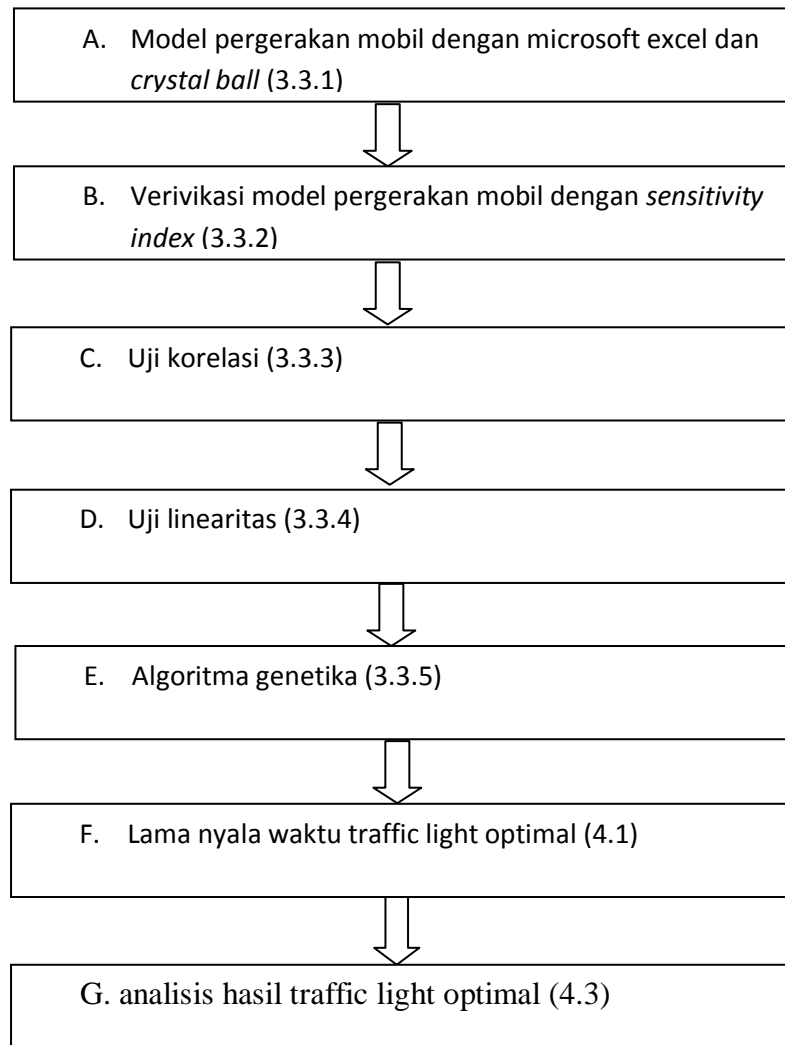 A. Model pergerakan mobil dengan microsoft excel dan
crystal ball (3.3.1)
B. Verivikasi model pergerakan mobil dengan sensitivity
index (3.3.2)
C. Uji korelasi (3.3.3)
D. Uji linearitas (3.3.4)
E. Algoritma genetika (3.3.5)
F. Lama nyala waktu traffic light optimal (4.1)
G. analisis hasil traffic light optimal (4.3)